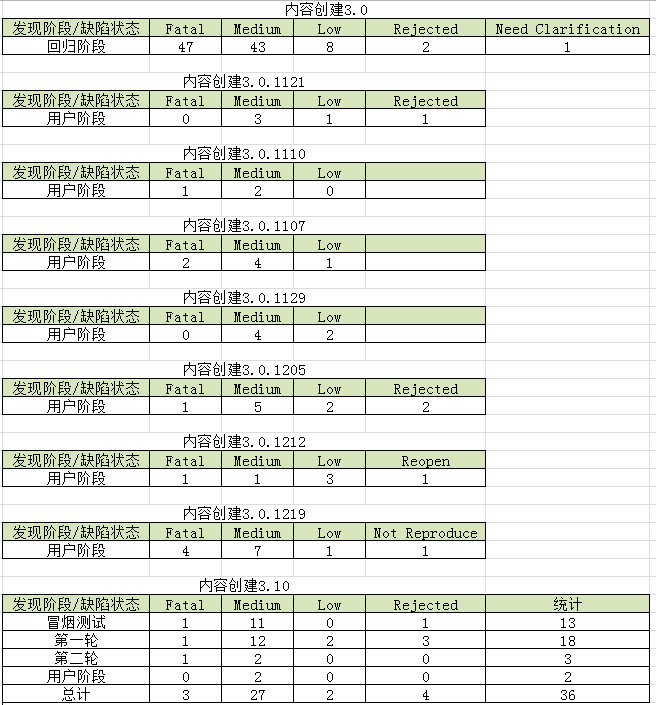 内容创建3.0
发现阶段/缺陷状态 Fatal Medium Low Rejected Need Clarification
回归阶段 47 43 8 2 1
内容创建3.0.1121
发现阶段/缺陷状态 Fatal Medium Low Rejected
用户阶段 0 3 1 1
内容创建3.0.1110
发现阶段/缺陷状态 Fatal Medium Low
用户阶段 1 2 0
内容创建3.0.1107
发现阶段/缺陷状态 Fatal Medium Low
用户阶段 2 4 1
内容创建3.0.1129
发现阶段/缺陷状态 Fatal Medium Low
用户阶段 0 4 2
内容创建3.0.1205
发现阶段/缺陷状态 Fatal Medium Low Rejected
用户阶段 1 5 2 2
内容创建3.0.1212
发现阶段/缺陷状态 Fatal Medium Low Reopen
用户阶段 1 1 3 1
内容创建3.0.1219
发现阶段/缺陷状态 Fatal Medium Low Not Reproduce
用户阶段 4 7 1 1
内容创建3.10
发现阶段/缺陷状态 Fatal Medium Low Rejected 统计
冒烟测试 1 11 0 1 13
第一轮 1 12 2 3 18
第二轮 1 2 0 0 3
用户阶段 0 2 0 0 2
总计 3 27 2 4 36